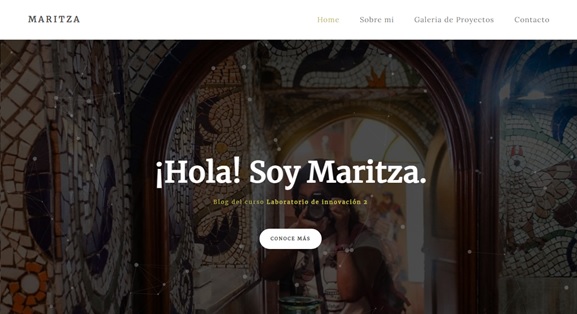 MARITZA
Home Sobre mi Galería de Proyectos Contacto
¡Hola! Soy Maritza.
Blog del curso Laboratorio de innovación 2
CONOCE MÁS